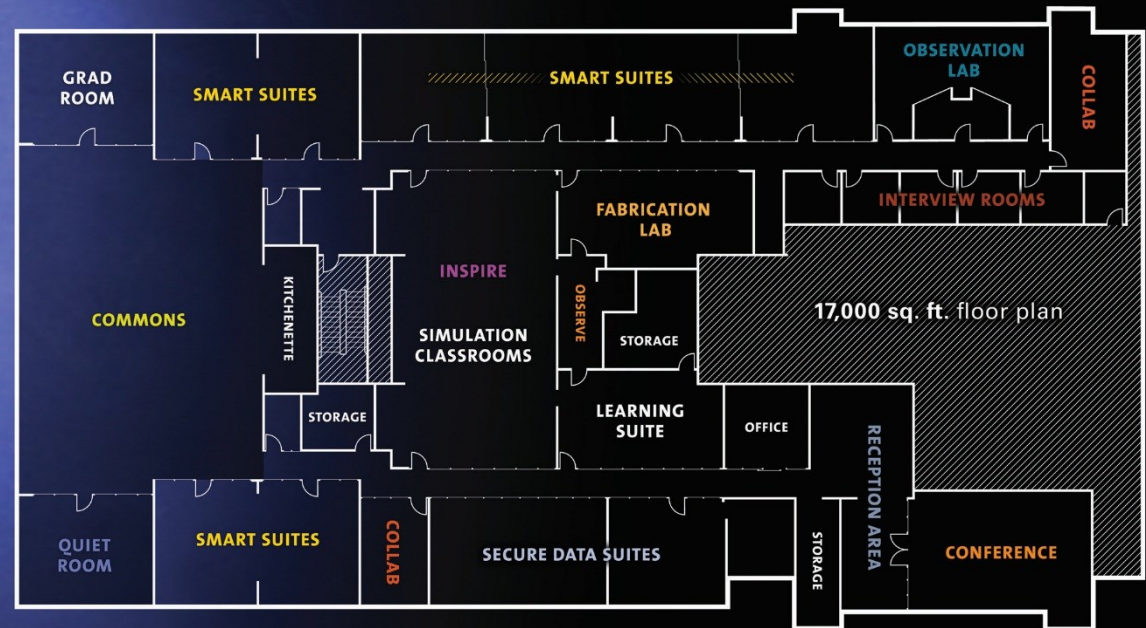 GRAD
ROOM
SMART SUITES
SMART SUITES
OBSERVATION
LAB
COLLAB
INTERVIEW ROOMS
FABRICATION
LAB
INSPIRE
KITCHENETTE
OBSERVE
COMMONS
17,000 sq. ft. floor plan
SIMULATION
CLASSROOMS
STORAGE
STORAGE
LEARNING
SUITE
OFFICE
RECEPTION AREA
QUIET
ROOM
SMART SUITES
COLLAB
SECURE DATA SUITES
STORAGE
CONFERENCE